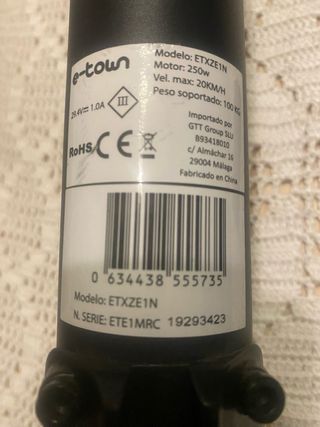 e-town
Modelo: ETXZE1N
Motor: 250w
Vel. max: 20KM/H
Peso soportado: 100 KG
29.4V⎓ 1.0A
III
RoHS CE
Importado por
GTT Group SLU
B93418010
c/ Almáchar 16
29004 Málaga
Fabricado en China
0 634438 555735
Modelo: ETXZE1N
N. SERIE: ETE1MRC 19293423